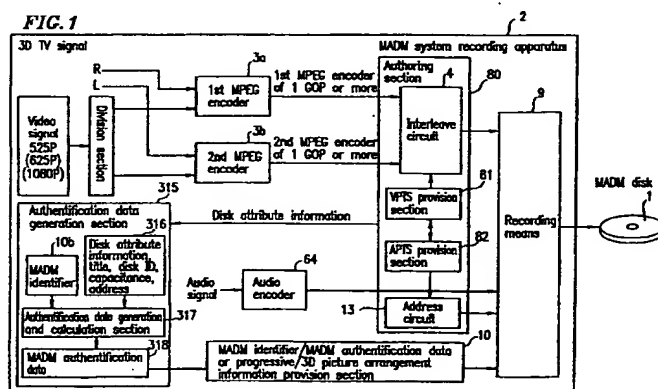 FIG. 1
2
3D TV signal
MADM system recording apparatus
R
L
3a
1st MPEG encoder
1st MPEG encoder of 1 GOP or more
Authoring section
4
80
9
Video signal
525P
(625P)
(1080P)
Division section
3b
2nd MPEG encoder
2nd MPEG encoder of 1 GOP or more
Interleave circuit
81
VPTS provision section
MADM disk
1
315
Authentification data generation section
316
Disk attribute information
Recording means
82
APTS provision section
10b
MADM identifier
Disk attribute information, title, disk ID, capacitance, address
64
Audio signal
Audio encoder
13
Address circuit
317
Authentification data generation and calculation section
318
MADM authentification data
10
MADM identifier/MADM authentification data or progressive/3D picture arrangement information provision section